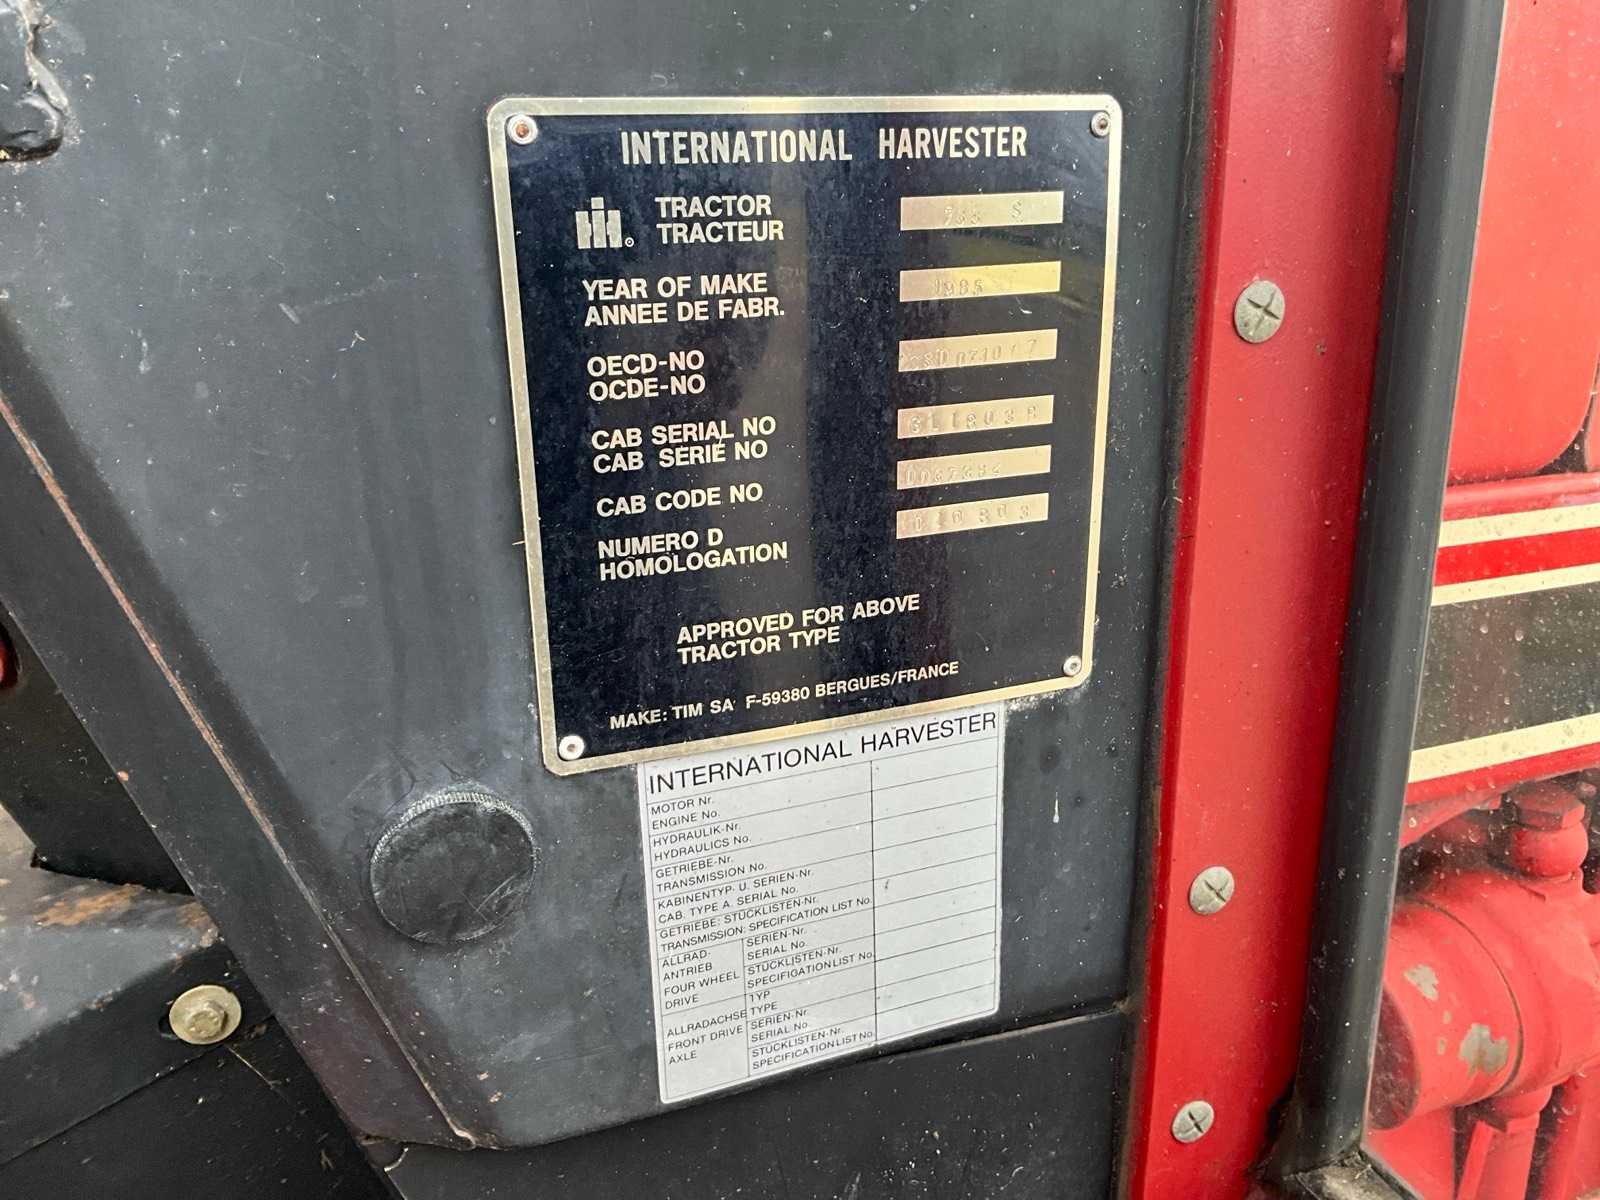 INTERNATIONAL HARVESTER
TRACTOR
TRACTEUR
YEAR OF MAKE 1985
ANNEE DE FABR.
OECD-NO
OCDE-NO
CAB SERIAL NO
CAB SERIE NO
CAB CODE NO
NUMERO D
HOMOLOGATION
APPROVED FOR ABOVE
TRACTOR TYPE
MAKE: TIM SA F-59380 BERGUES/FRANCE
INTERNATIONAL HARVESTER
MOTOR Nr.
ENGINE No.
HYDRAULIK-Nr.
HYDRAULICS No.
GETRIEBE-Nr.
TRANSMISSION No.
KABINENTYP. U. SERIEN-Nr.
CAB. TYPE A. SERIAL No.
GETRIEBE: STÜCKLISTEN-Nr.
TRANSMISSION: SPECIFICATION LIST No.
ALLRAD-
ANTRIEB
FOUR WHEEL
DRIVE
SERIEN-Nr.
SERIAL No.
STÜCKLISTEN-Nr.
SPECIFIGATION LIST No.
ALLRADACHSE
FRONT DRIVE
AXLE
TYP
TYPE
SERIEN-Nr.
SERIAL No.
STÜCKLISTEN-Nr.
SPECIFICATION LIST No.